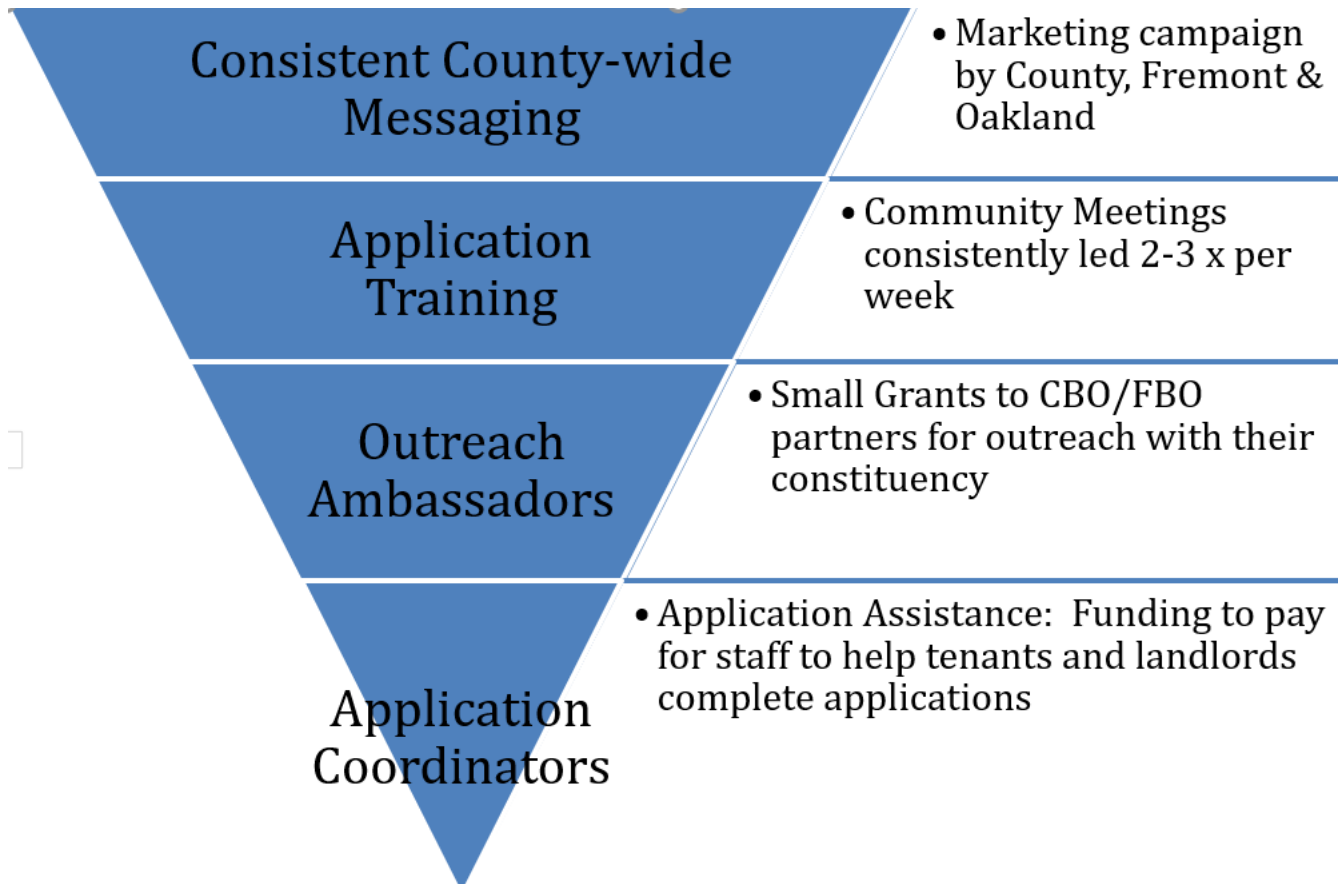 Consistent County-wide
Messaging
• Marketing campaign
by County, Fremont &
Oakland
Application
Training
• Community Meetings
consistently led 2-3 x per
week
Outreach
Ambassadors
• Small Grants to CBO/FBO
partners for outreach with their
constituency
Application
Coordinators
• Application Assistance:  Funding to pay
for staff to help tenants and landlords
complete applications